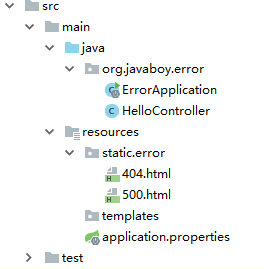 src
main
java
org.javaboy.error
ErrorApplication
HelloController
resources
static.error
404.html
500.html
templates
application.properties
test